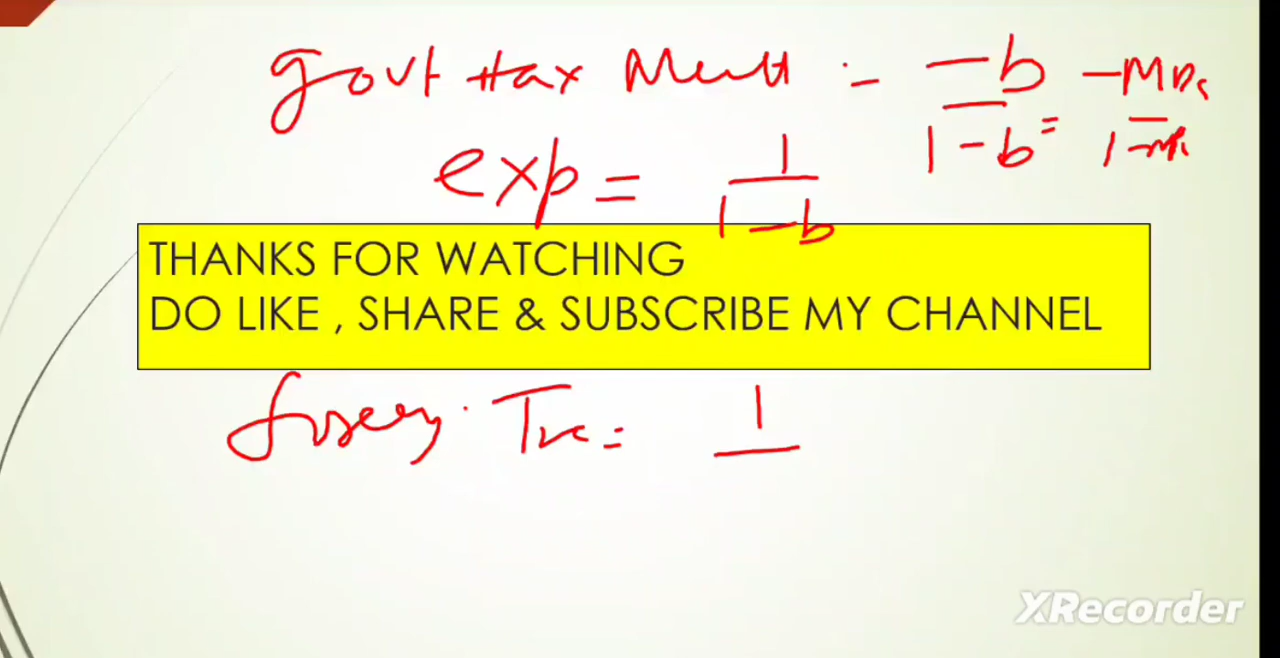 govt tax Mult = -b/1-b = -MPC/1-MPC
exp = 1/1-b
THANKS FOR WATCHING
DO LIKE , SHARE & SUBSCRIBE MY CHANNEL
= 1
XRecorder